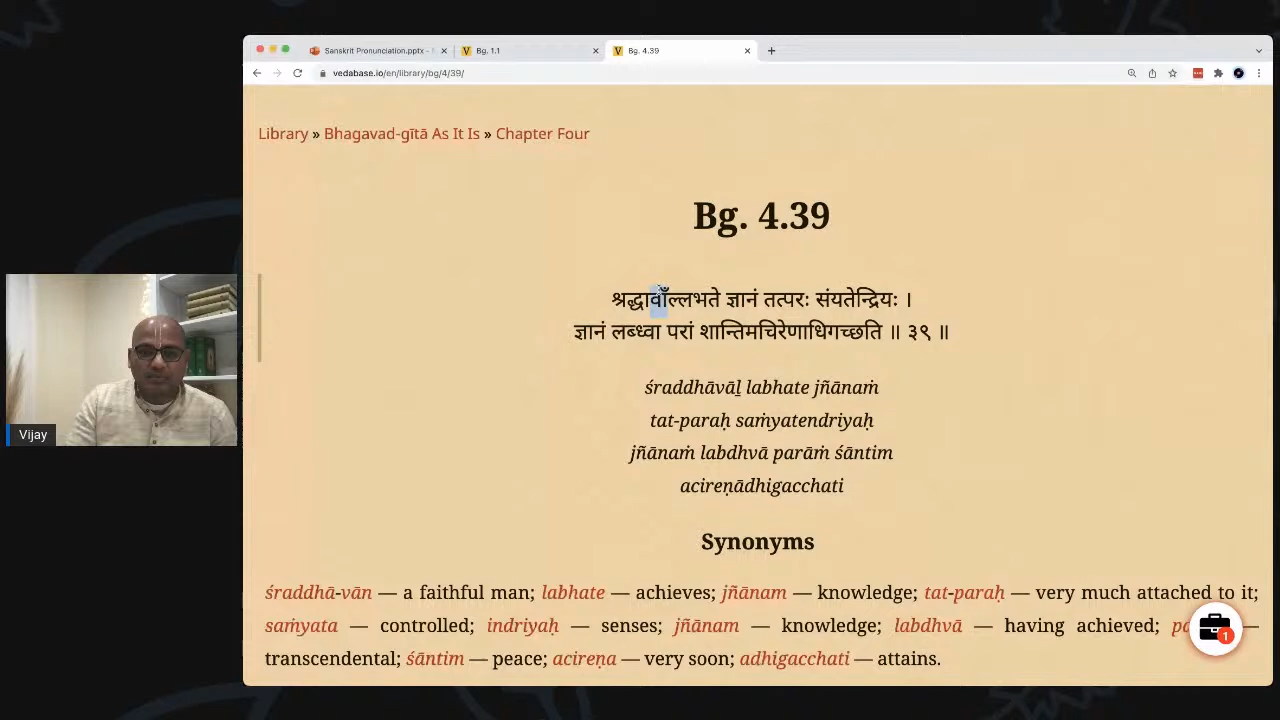 Sanskrit Pronunciation.pptx -
Bg. 1.1
Bg. 4.39
vedabase.io/en/library/bg/4/39/
Library » Bhagavad-gītā As It Is » Chapter Four
Bg. 4.39
श्रद्धावाँल्ल‍भते ज्ञानं तत्परः संयतेन्द्रियः ।
ज्ञानं लब्ध्वा परां शान्तिमचिरेणाधिगच्छति ॥ ३९ ॥
śraddhāvāḻ labhate jñānaṁ
tat-paraḥ saṁyatendriyaḥ
jñānaṁ labdhvā parāṁ śāntim
acireṇādhigacchati
Synonyms
śraddhā-vān — a faithful man; labhate — achieves; jñānam — knowledge; tat-paraḥ — very much attached to it;
saṁyata — controlled; indriyaḥ — senses; jñānam — knowledge; labdhvā — having achieved; —
transcendental; śāntim — peace; acireṇa — very soon; adhigacchati — attains.
1
Vijay